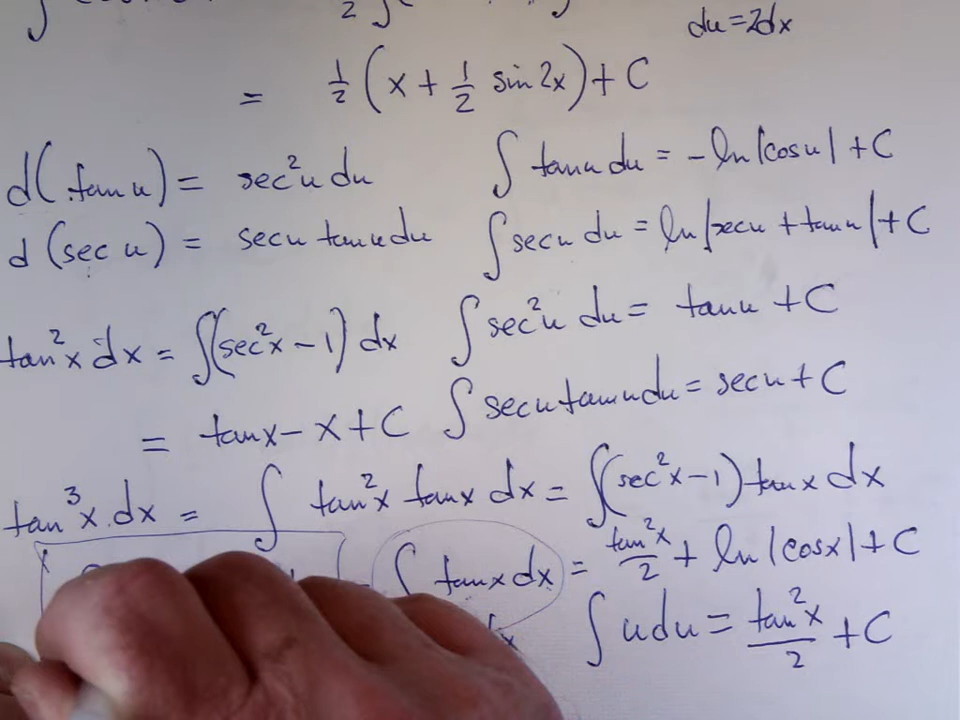 ∫ 1/2 ∫
du = 2dx
= 1/2 (x + 1/2 sin 2x) + C
d(tan u) = sec²u du ∫ tan u du = -ln|cos u| + C
d(sec u) = sec u tan u du ∫ sec u du = ln|sec u + tan u| + C
tan²x dx = ∫(sec²x - 1) dx ∫ sec²u du = tan u + C
= tan x - x + C ∫ sec u tan u du = sec u + C
tan³x dx = ∫ tan²x tan x dx = ∫(sec²x - 1) tan x dx
∫ tan x dx = tan²x/2 + ln|cos x| + C
∫ u du = tan²x/2 + C